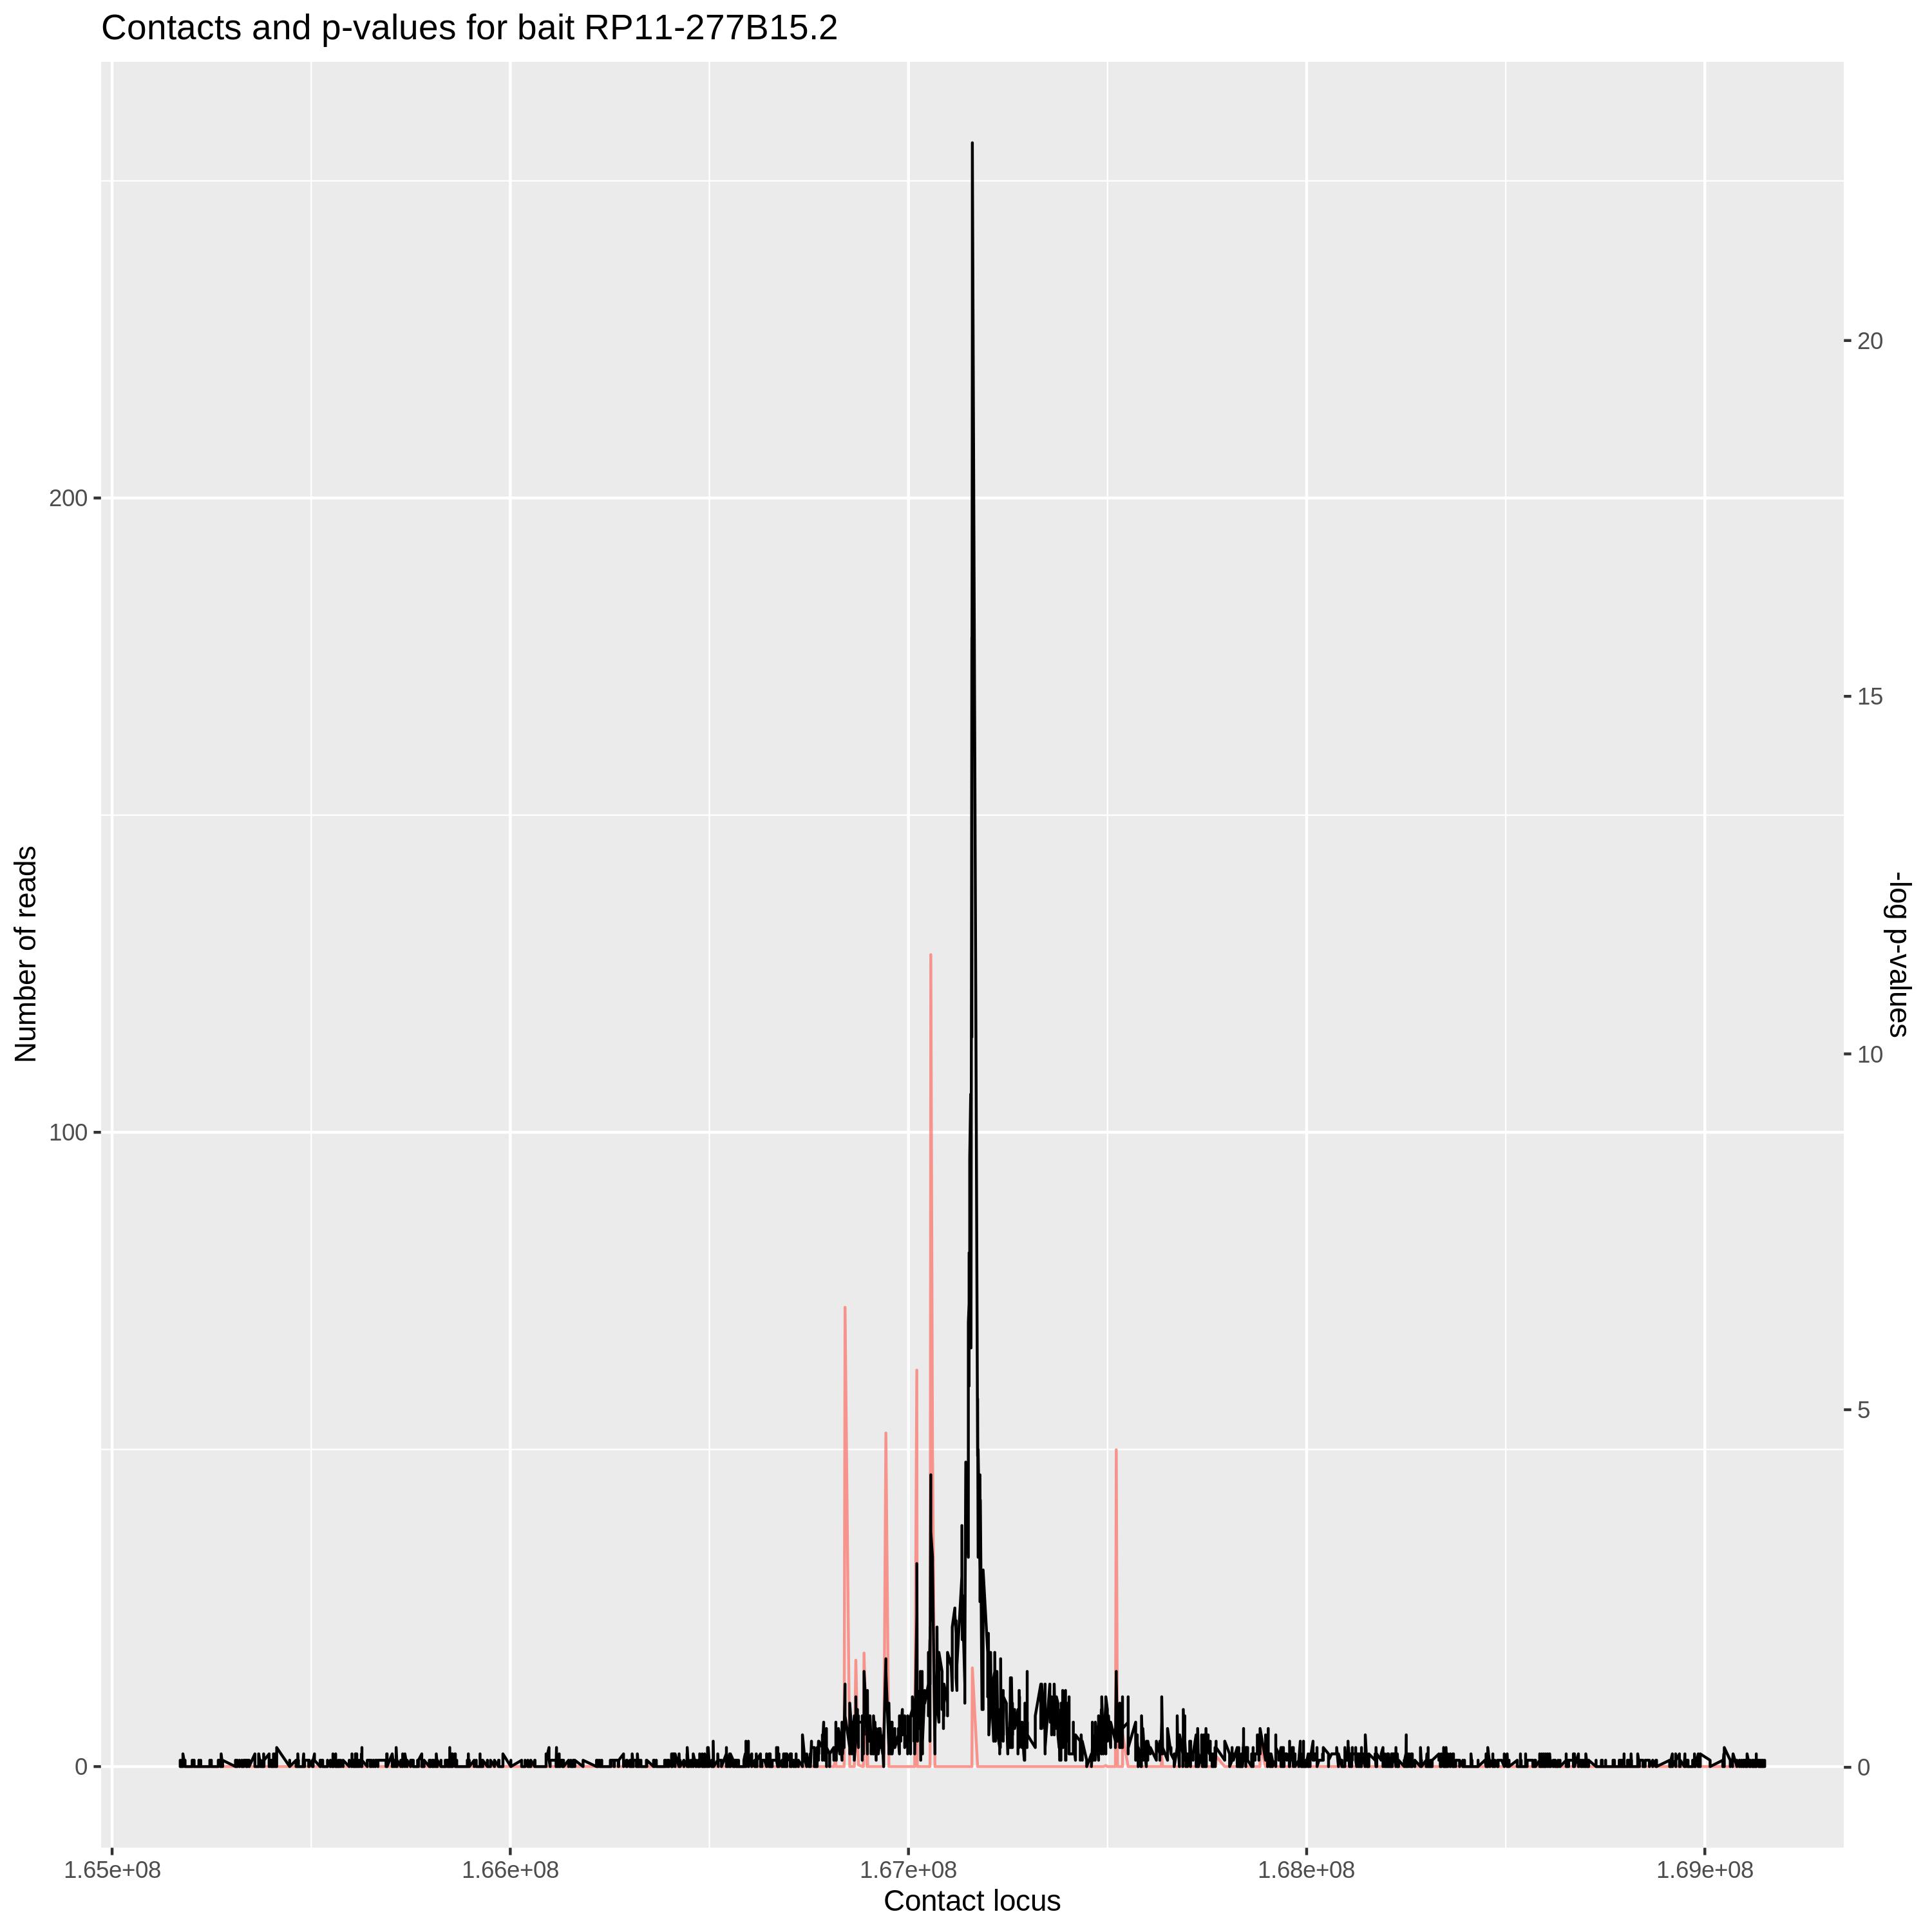 Contacts and p-values for bait RP11-277B15.2
Number of reads
200
100
0
20
15
10
5
0
-log p-values
1.65e+08 1.66e+08 1.67e+08 1.68e+08 1.69e+08
Contact locus